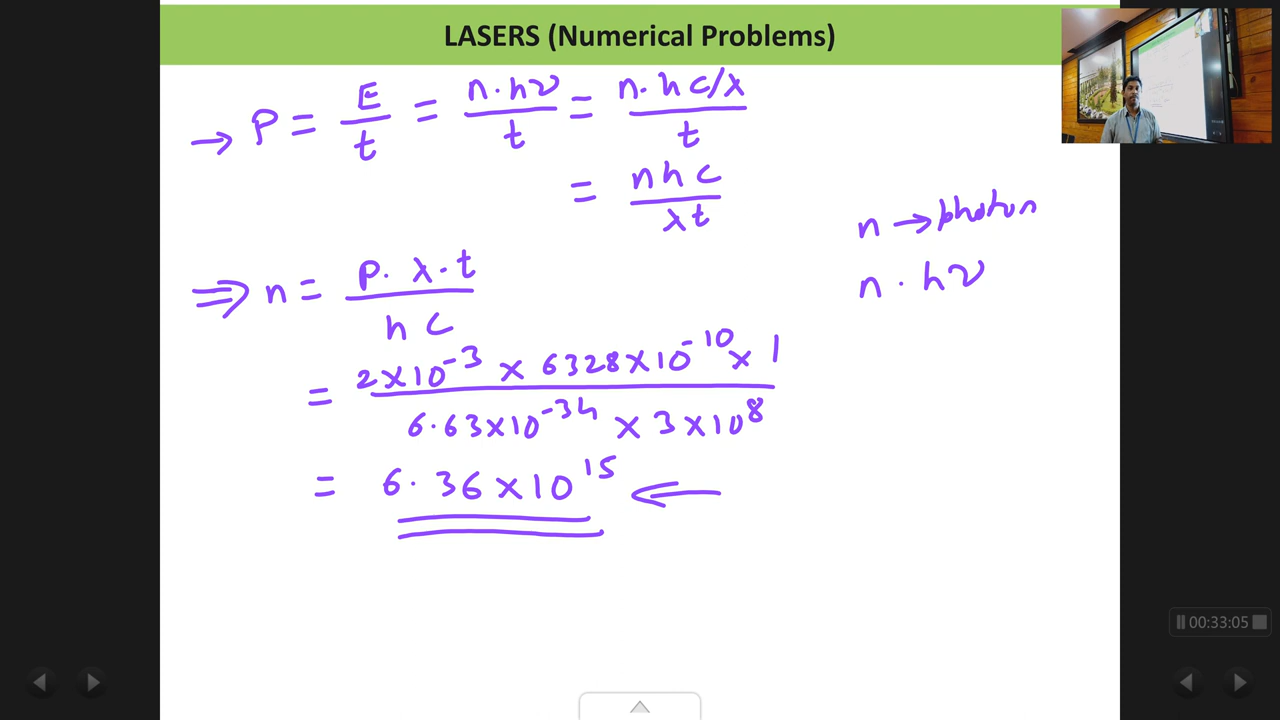 LASERS (Numerical Problems)
→ P = E/t = n·hν/t = n·hc/λ/t
= nhc/λt
n → photon
n · hν
⇒ n = P·λ·t/hc
= 2×10⁻³ × 6328×10⁻¹⁰ × 1/6.63×10⁻³⁴ × 3×10⁸
= 6.36×10¹⁵ ⇐
00:33:05